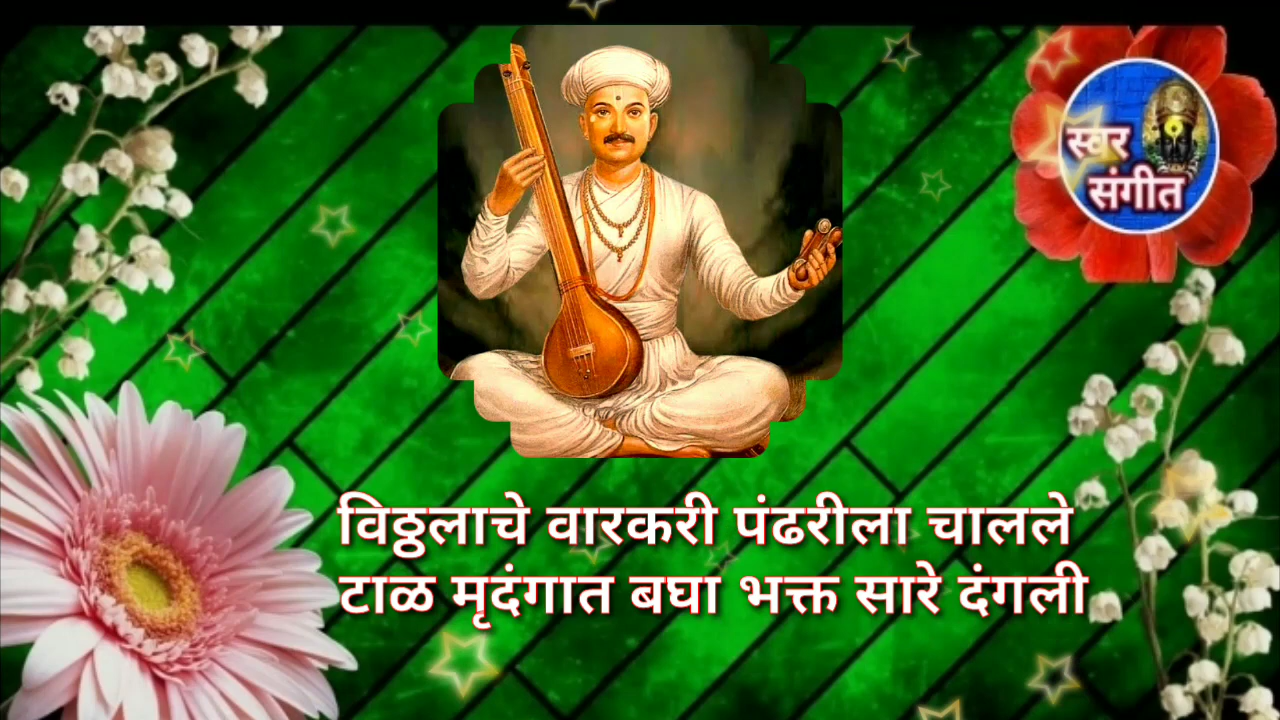 स्वर
संगीत
विठ्ठलाचे वारकरी पंढरीला चालले
टाळ मृदंगात बघा भक्त सारे दंगली